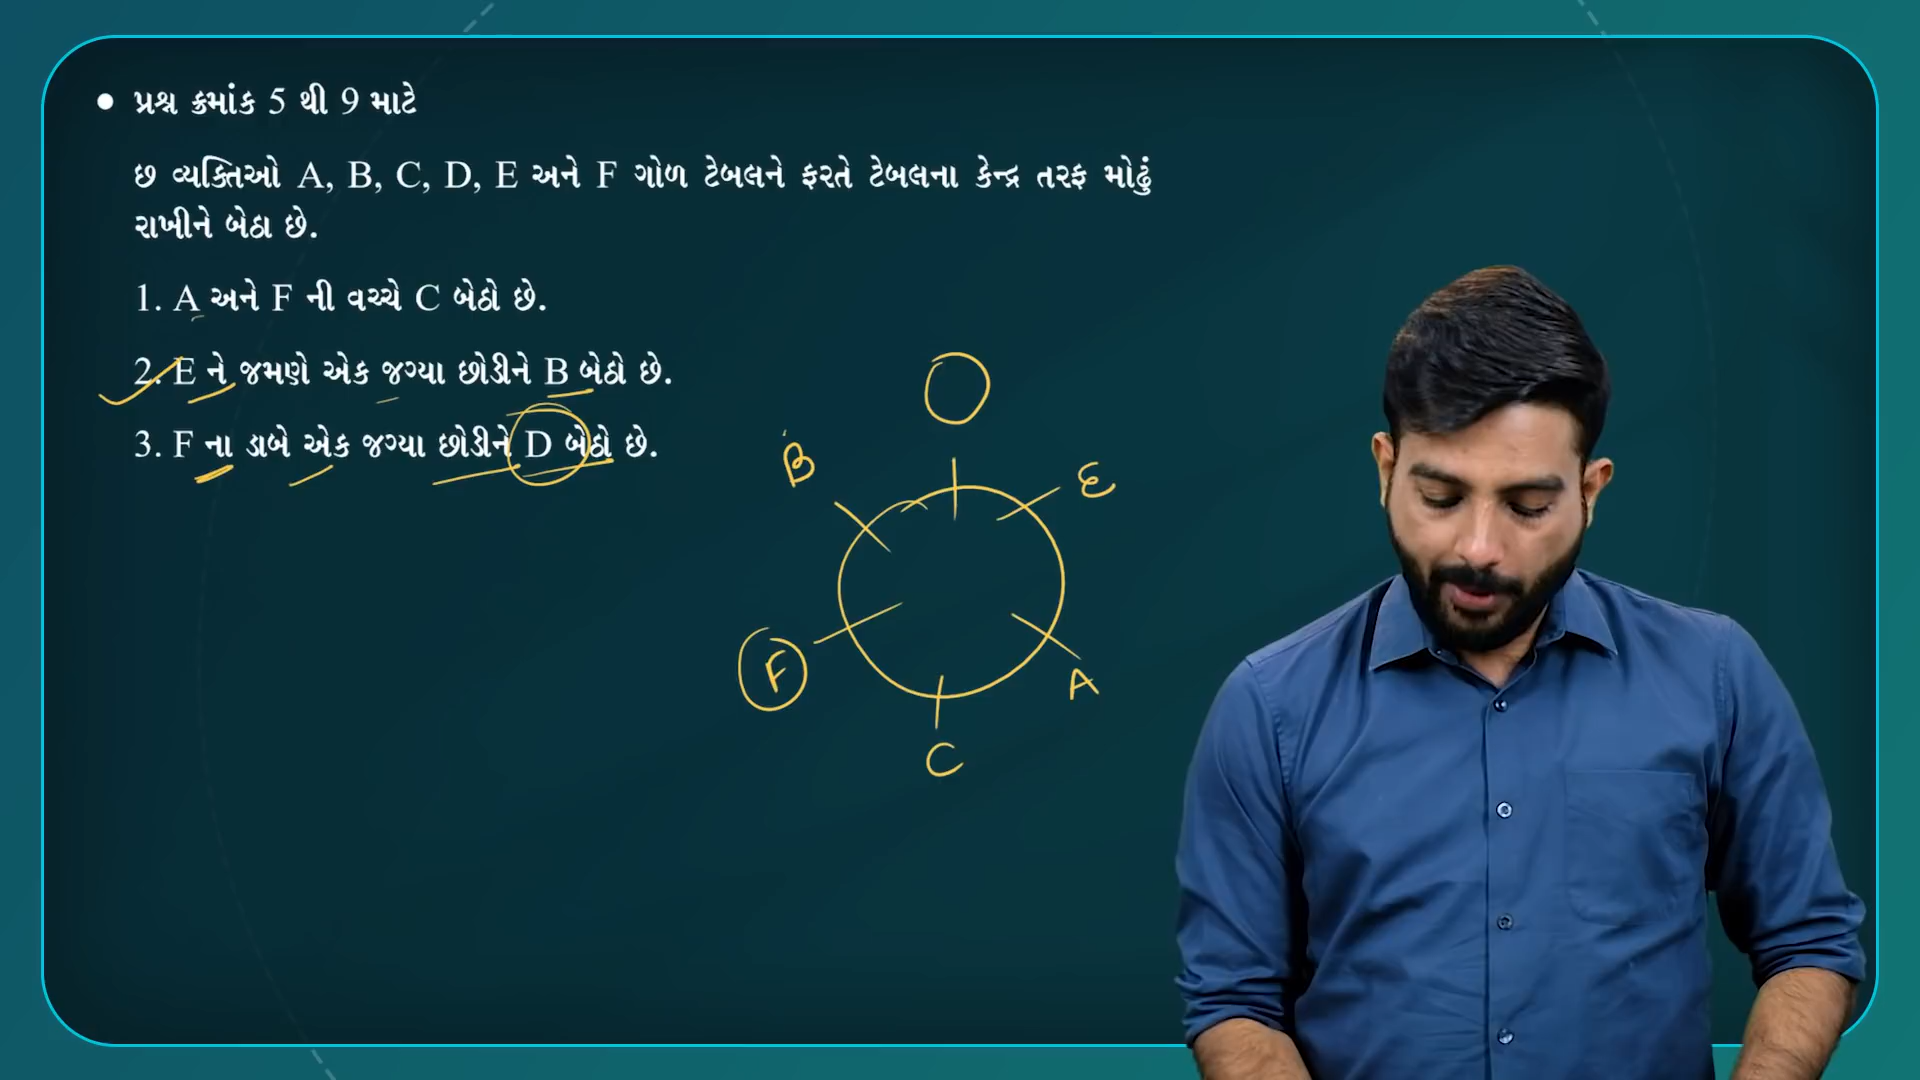 ● પ્રશ્ન ક્રમાંક 5 થી 9 માટે
છ વ્યક્તિઓ A, B, C, D, E અને F ગોળ ટેબલને ફરતે ટેબલના કેન્દ્ર તરફ મોઢું
રાખીને બેઠા છે.
1. A અને F ની વચ્ચે C બેઠો છે.
2. E ને જમણે એક જગ્યા છોડીને B બેઠો છે.
3. F ના ડાબે એક જગ્યા છોડીને D બેઠો છે.
B
E
F
A
C